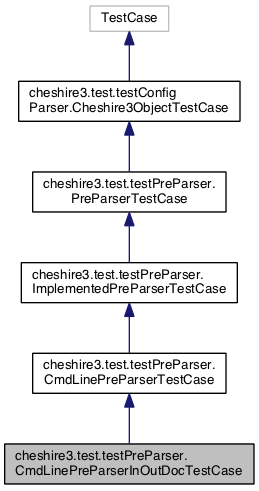 TestCase
cheshire3.test.testConfig
Parser.Cheshire3ObjectTestCase
cheshire3.test.testPreParser.
PreParserTestCase
cheshire3.test.testPreParser.
ImplementedPreParserTestCase
cheshire3.test.testPreParser.
CmdLinePreParserTestCase
cheshire3.test.testPreParser.
CmdLinePreParserInOutDocTestCase